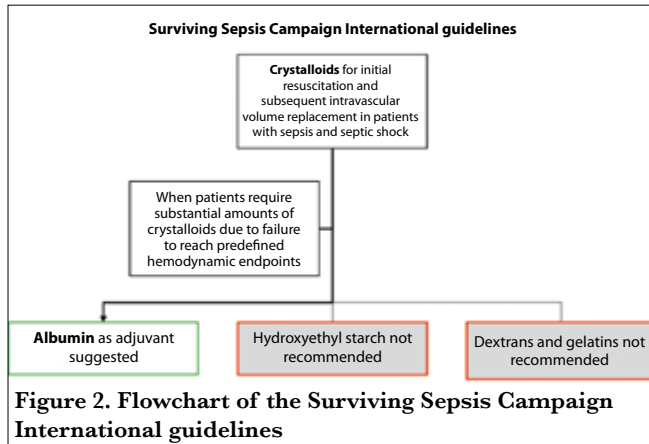 Surviving Sepsis Campaign International guidelines
Crystalloids for initial
resuscitation and
subsequent intravascular
volume replacement in patients
with sepsis and septic shock
When patients require
substantial amounts of
crystalloids due to failure
to reach predefined
hemodynamic endpoints
Albumin as adjuvant
suggested
Hydroxyethyl starch not
recommended
Dextrans and gelatins not
recommended
Figure 2. Flowchart of the Surviving Sepsis Campaign
International guidelines